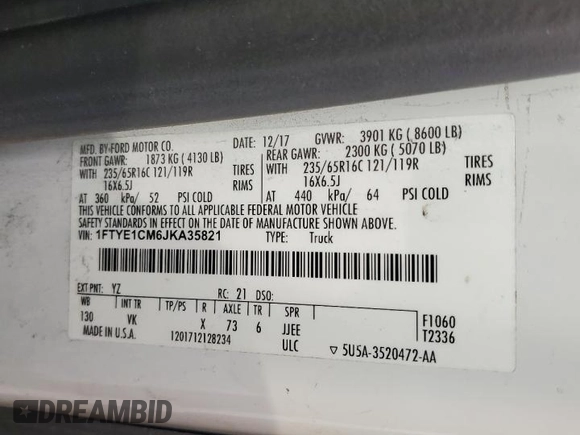 MFD. BY-FORD MOTOR CO. 12/17 GVWR: 3901 KG ( 8600 LB)
FRONT GAWR: 1873 KG ( 4130 LB) REAR GAWR: 2300 KG ( 5070 LB)
WITH 235/65R16C 121/119R TIRES WITH 235/65R16C 121/119R TIRES
16X6.5J RIMS 16X6.5J RIMS
AT 360 kPa/ 52 PSI COLD AT 440 kPa/ 64 PSI COLD
THIS VEHICLE CONFORMS TO ALL APPLICABLE FEDERAL MOTOR VEHICLE
SAFETY STANDARDS IN EFFECT ON THE DATE OF MANUFACTURE SHOWN ABOVE.
VIN: 1FTYE1CM6JKA35821 TYPE: Truck
EXT PNT: YZ RC: 21 DSO:
WB INT TR TP/PS R AXLE TR SPR F1060
130 VK X 73 6 JJEE T2336
MADE IN U.S.A. 1201712128234 ULC ▽ 5U5A-3520472-AA
DREAMBID